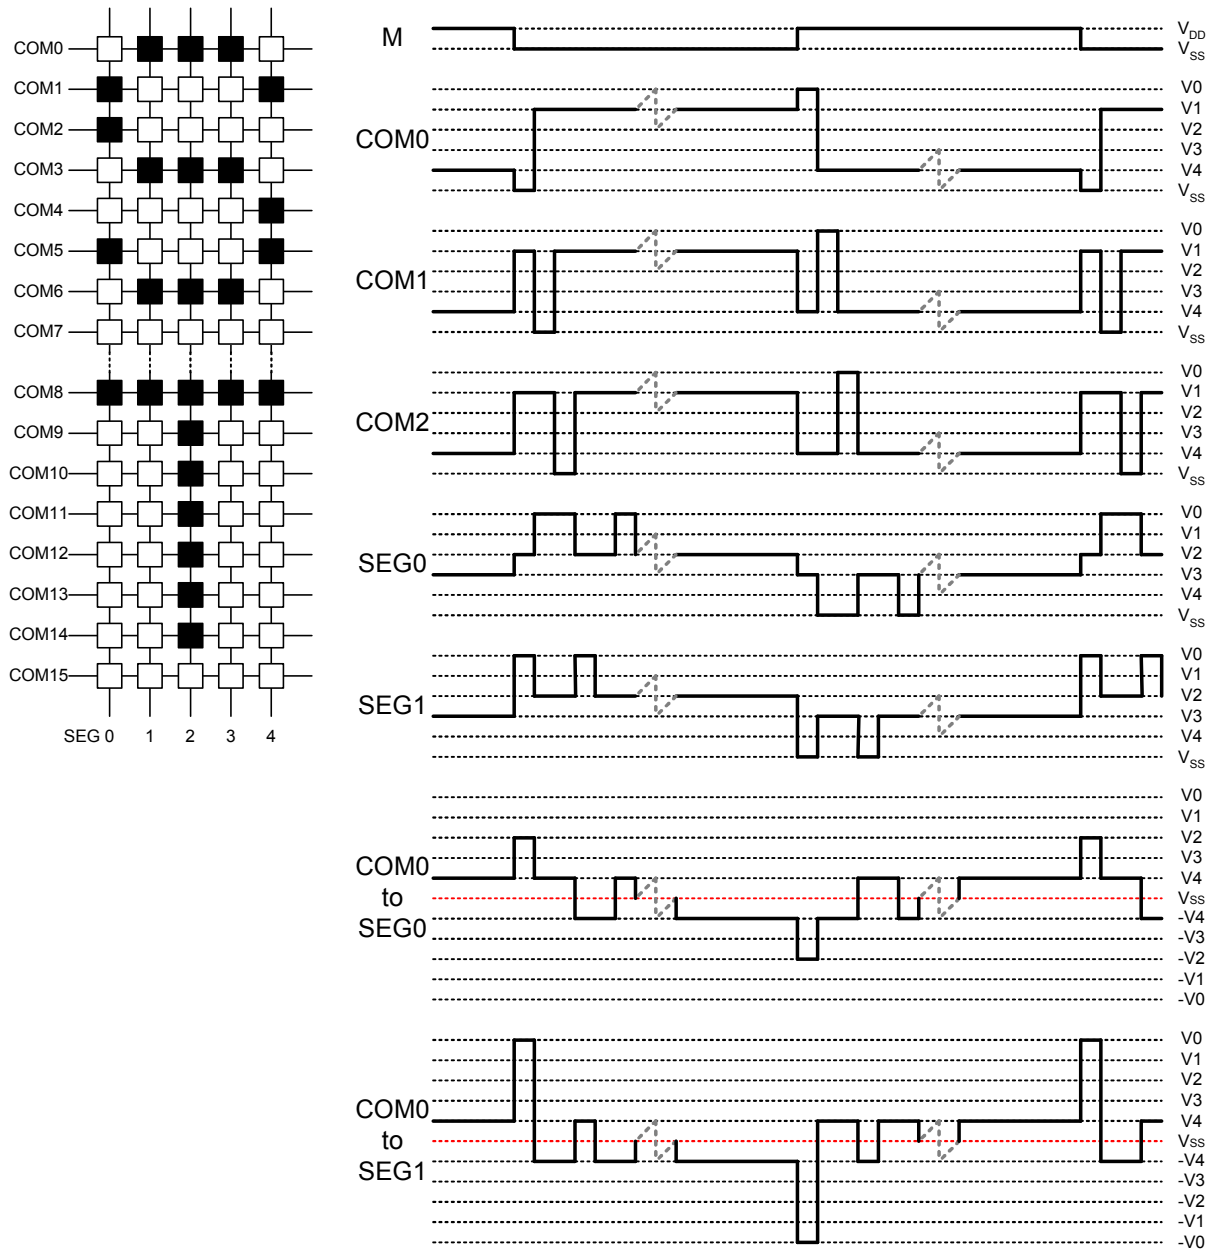 COM0
COM1
COM2
COM3
COM4
COM5
COM6
COM7
COM8
COM9
COM10
COM11
COM12
COM13
COM14
COM15
SEG 0 1 2 3 4
M
VDD
VSS
COM0
V0
V1
V2
V3
V4
VSS
COM1
V0
V1
V2
V3
V4
VSS
COM2
V0
V1
V2
V3
V4
VSS
SEG0
V0
V1
V2
V3
V4
VSS
SEG1
V0
V1
V2
V3
V4
VSS
COM0
to
SEG0
V0
V1
V2
V3
V4
VSS
-V4
-V3
-V2
-V1
-V0
COM0
to
SEG1
V0
V1
V2
V3
V4
VSS
-V4
-V3
-V2
-V1
-V0